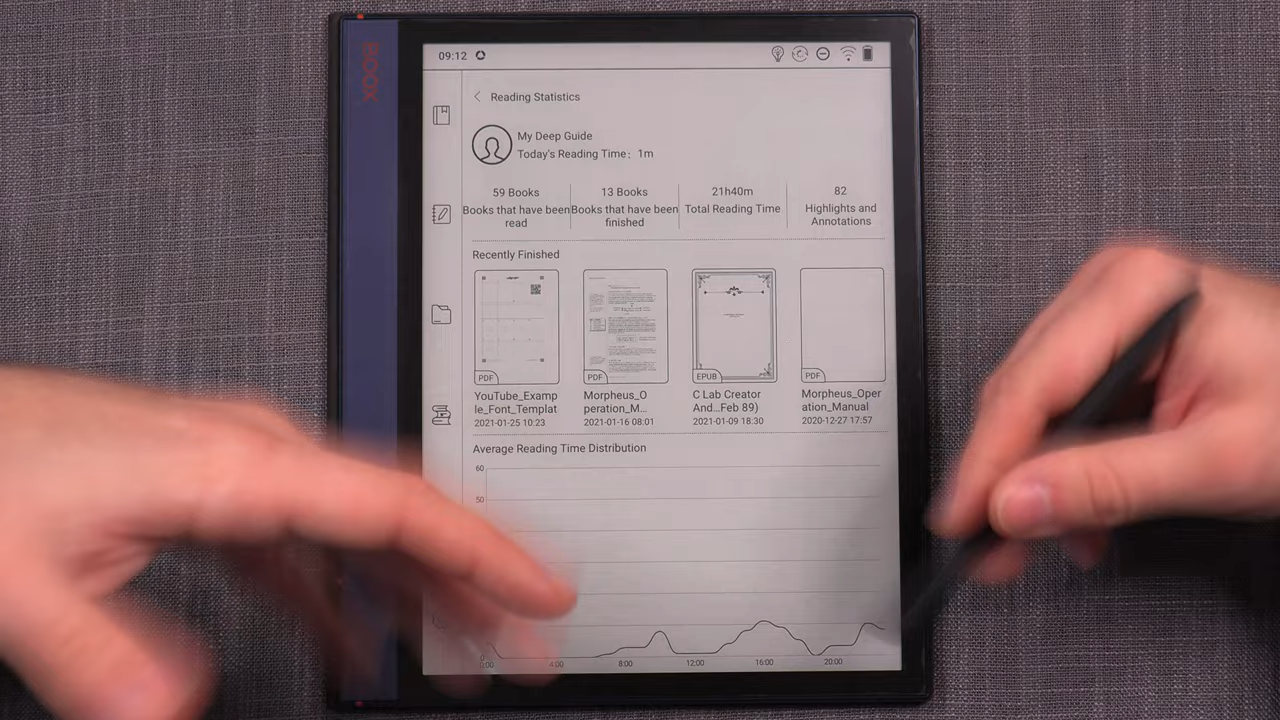 BOOX
09:12
Reading Statistics
My Deep Guide
Today's Reading Time: 1m
59 Books
Books that have been
read
13 Books
Books that have been
finished
21h40m
Total Reading Time
82
Highlights and
Annotations
Recently Finished
PDF
YouTube_Examp
le_Font_Templat
2021-01-25 10:23
PDF
Morpheus_O
peration_M...
2021-01-16 08:01
EPUB
C Lab Creator
And...Feb 89)
2021-01-09 18:30
PDF
Morpheus_Oper
ation_Manual
2020-12-27 17:57
Average Reading Time Distribution
60
50
0
0:00 4:00 8:00 12:00 16:00 20:00